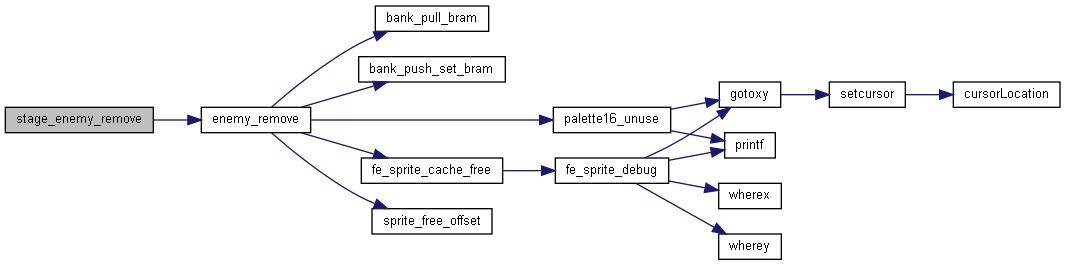 stage_enemy_remove
enemy_remove
bank_pull_bram
bank_push_set_bram
palette16_unuse
fe_sprite_cache_free
sprite_free_offset
fe_sprite_debug
gotoxy
printf
wherex
wherey
setcursor
cursorLocation